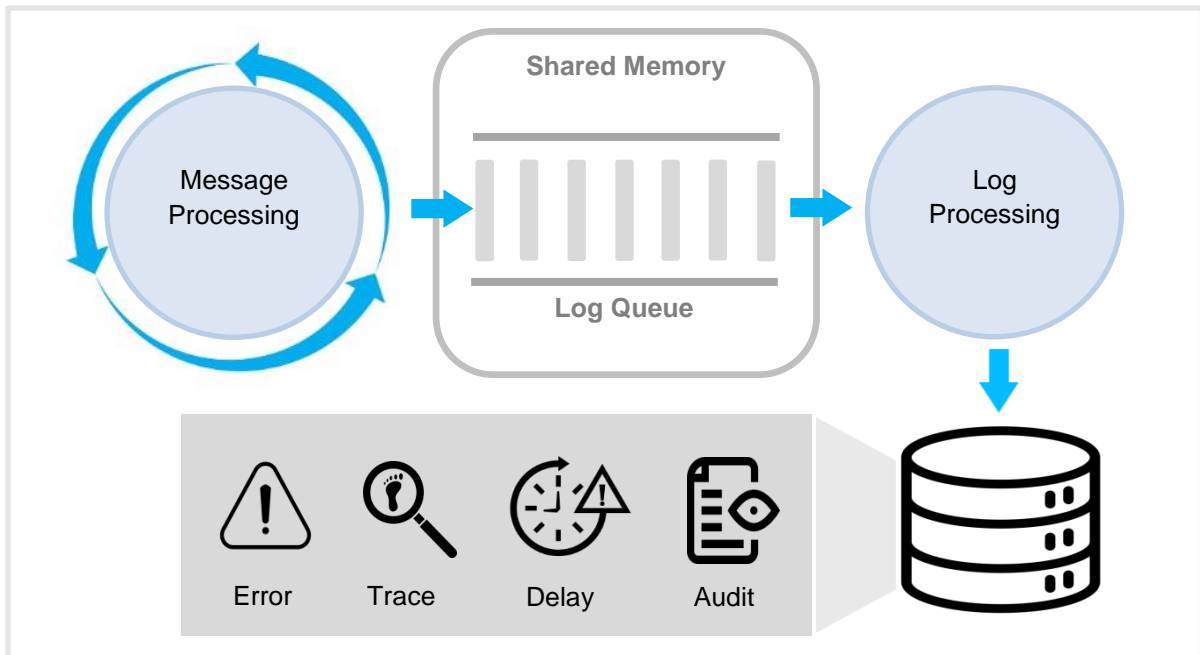 Shared Memory
Message
Processing
Log
Processing
Log Queue
Error
Trace
Delay
Audit